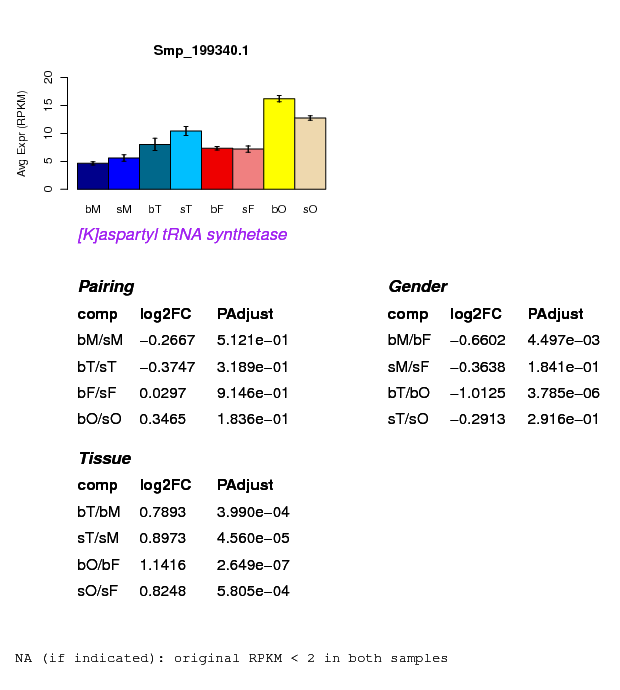 Smp_199340.1
Avg Expr (RPKM)
20
15
10
5
0
bM sM bT sT bF sF bO sO
[K]aspartyl tRNA synthetase
Pairing
comp log2FC PAdjust
bM/sM −0.2667 5.121e−01
bT/sT −0.3747 3.189e−01
bF/sF 0.0297 9.146e−01
bO/sO 0.3465 1.836e−01
Gender
comp log2FC PAdjust
bM/bF −0.6602 4.497e−03
sM/sF −0.3638 1.841e−01
bT/bO −1.0125 3.785e−06
sT/sO −0.2913 2.916e−01
Tissue
comp log2FC PAdjust
bT/bM 0.7893 3.990e−04
sT/sM 0.8973 4.560e−05
bO/bF 1.1416 2.649e−07
sO/sF 0.8248 5.805e−04
NA (if indicated): original RPKM < 2 in both samples